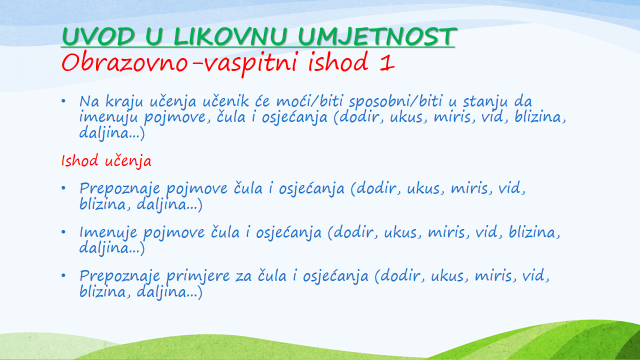 UVOD U LIKOVNU UMJETNOST
Obrazovno-vaspitni ishod 1
• Na kraju učenja učenik će moći/biti sposobni/biti u stanju da
imenuju pojmove, čula i osjećanja (dodir, ukus, miris, vid, blizina,
daljina...)
Ishod učenja
• Prepoznaje pojmove čula i osjećanja (dodir, ukus, miris, vid,
blizina, daljina...)
• Imenuje pojmove čula i osjećanja (dodir, ukus, miris, vid, blizina,
daljina...)
• Prepoznaje primjere za čula i osjećanja (dodir, ukus, miris, vid,
blizina, daljina...)